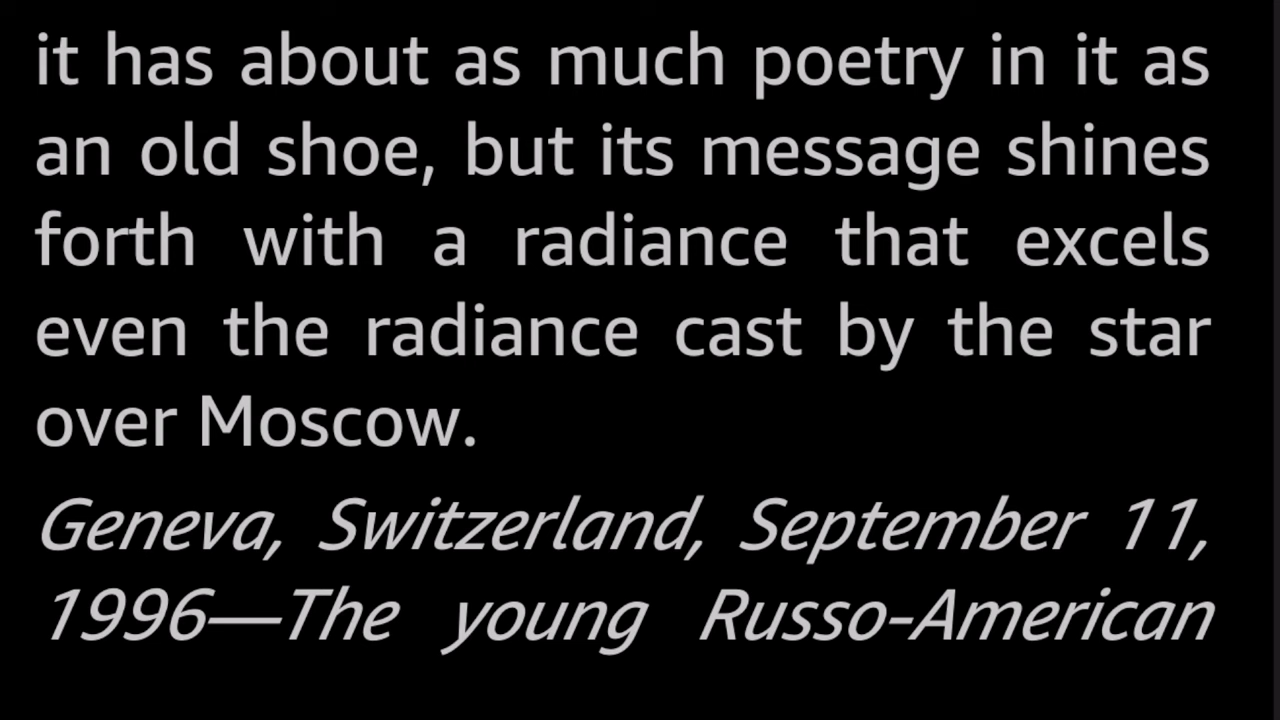 it has about as much poetry in it as
an old shoe, but its message shines
forth with a radiance that excels
even the radiance cast by the star
over Moscow.
Geneva, Switzerland, September 11,
1996—The young Russo-American